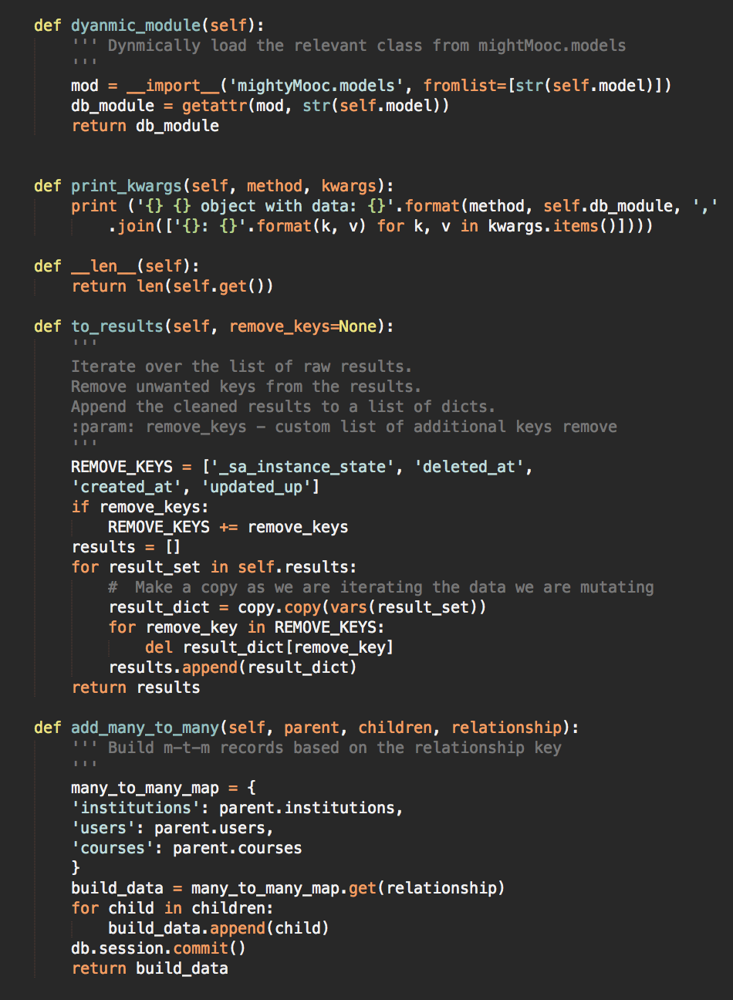 def dyanmic_module(self):
    ''' Dynmically load the relevant class from mightMooc.models
    '''
    mod = __import__('mightyMooc.models', fromlist=[str(self.model)])
    db_module = getattr(mod, str(self.model))
    return db_module

def print_kwargs(self, method, kwargs):
    print ('{} {} object with data: {}'.format(method, self.db_module, ','
        .join(['{}: {}'.format(k, v) for k, v in kwargs.items()])))

def __len__(self):
    return len(self.get())

def to_results(self, remove_keys=None):
    '''
    Iterate over the list of raw results.
    Remove unwanted keys from the results.
    Append the cleaned results to a list of dicts.
    :param: remove_keys - custom list of additional keys remove
    '''
    REMOVE_KEYS = ['_sa_instance_state', 'deleted_at',
    'created_at', 'updated_up']
    if remove_keys:
        REMOVE_KEYS += remove_keys
    results = []
    for result_set in self.results:
        #  Make a copy as we are iterating the data we are mutating
        result_dict = copy.copy(vars(result_set))
        for remove_key in REMOVE_KEYS:
            del result_dict[remove_key]
        results.append(result_dict)
    return results

def add_many_to_many(self, parent, children, relationship):
    ''' Build m-t-m records based on the relationship key
    '''
    many_to_many_map = {
    'institutions': parent.institutions,
    'users': parent.users,
    'courses': parent.courses
    }
    build_data = many_to_many_map.get(relationship)
    for child in children:
        build_data.append(child)
    db.session.commit()
    return build_data